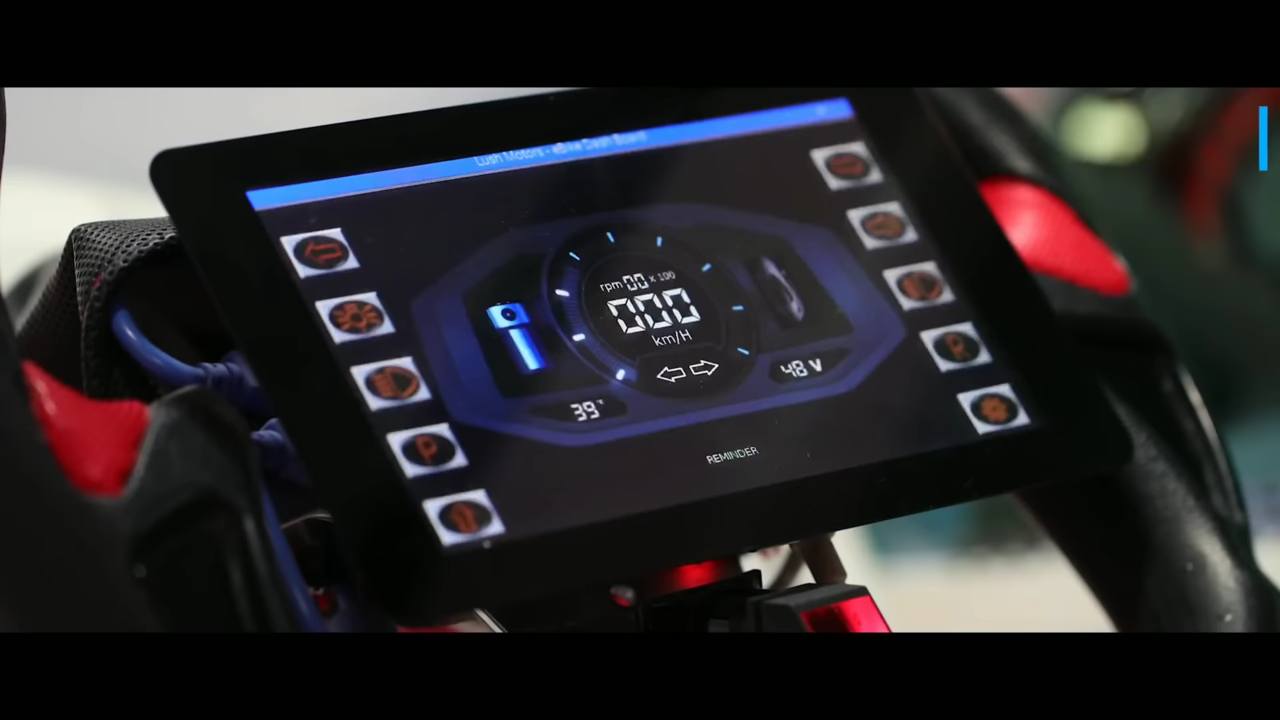 Lush Motors - eBike Dash Board
rpm 00 x 100
000
km/H
39
48 V
P
P
REMINDER